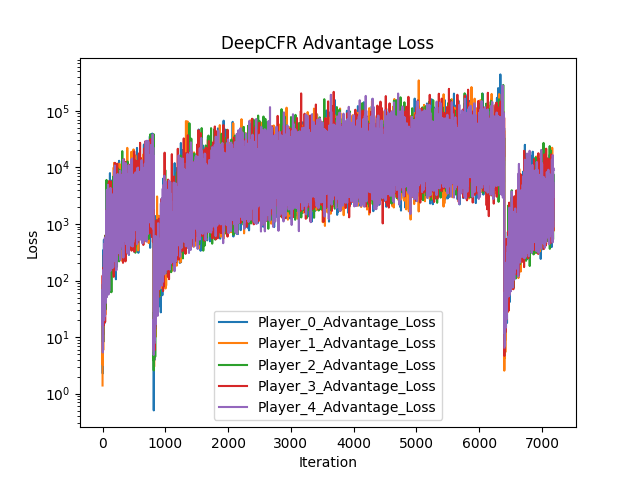 DeepCFR Advantage Loss
Loss
10⁵
10⁴
10³
10²
10¹
10⁰
Player_0_Advantage_Loss
Player_1_Advantage_Loss
Player_2_Advantage_Loss
Player_3_Advantage_Loss
Player_4_Advantage_Loss
0 1000 2000 3000 4000 5000 6000 7000
Iteration